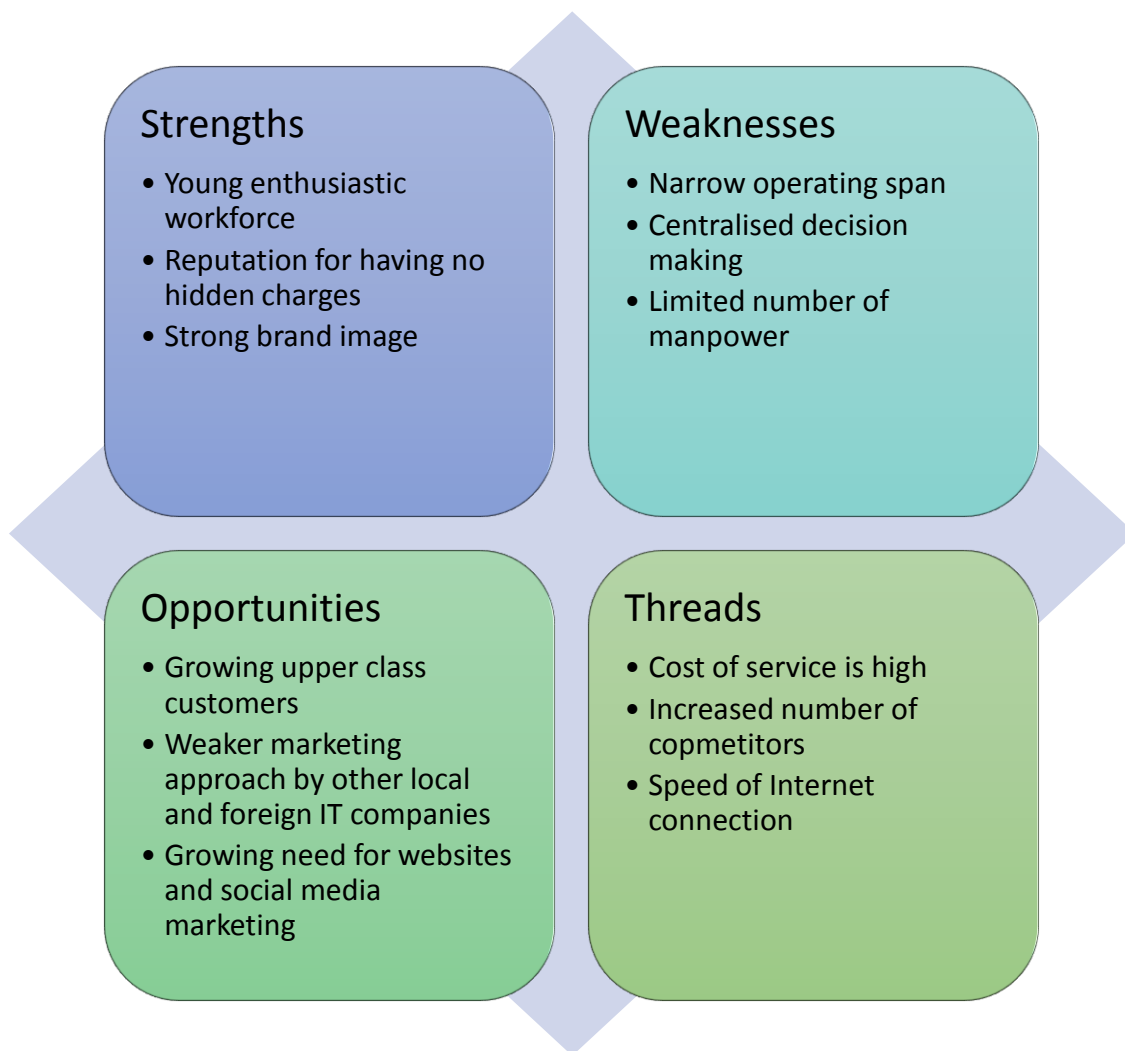 Strengths
• Young enthusiastic
workforce
• Reputation for having no
hidden charges
• Strong brand image
Weaknesses
• Narrow operating span
• Centralised decision
making
• Limited number of
manpower
Opportunities
• Growing upper class
customers
• Weaker marketing
approach by other local
and foreign IT companies
• Growing need for websites
and social media
marketing
Threads
• Cost of service is high
• Increased number of
copmetitors
• Speed of Internet
connection